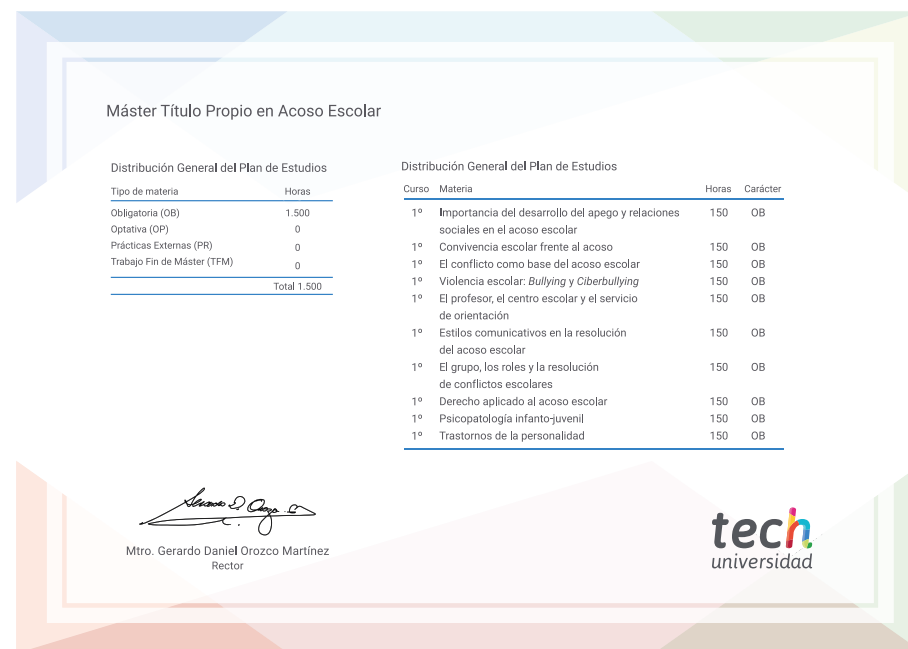 Máster Título Propio en Acoso Escolar
Distribución General del Plan de Estudios
Tipo de materia Horas
Obligatoria (OB) 1.500
Optativa (OP) 0
Prácticas Externas (PR) 0
Trabajo Fin de Máster (TFM) 0
Total 1.500
Distribución General del Plan de Estudios
Curso Materia Horas Carácter
1º Importancia del desarrollo del apego y relaciones 150 OB
sociales en el acoso escolar
1º Convivencia escolar frente al acoso 150 OB
1º El conflicto como base del acoso escolar 150 OB
1º Violencia escolar: Bullying y Ciberbullying 150 OB
1º El profesor, el centro escolar y el servicio 150 OB
de orientación
1º Estilos comunicativos en la resolución 150 OB
del acoso escolar
1º El grupo, los roles y la resolución 150 OB
de conflictos escolares
1º Derecho aplicado al acoso escolar 150 OB
1º Psicopatología infanto-juvenil 150 OB
1º Trastornos de la personalidad 150 OB
Mtro. Gerardo Daniel Orozco Martínez
Rector
tech
universidad